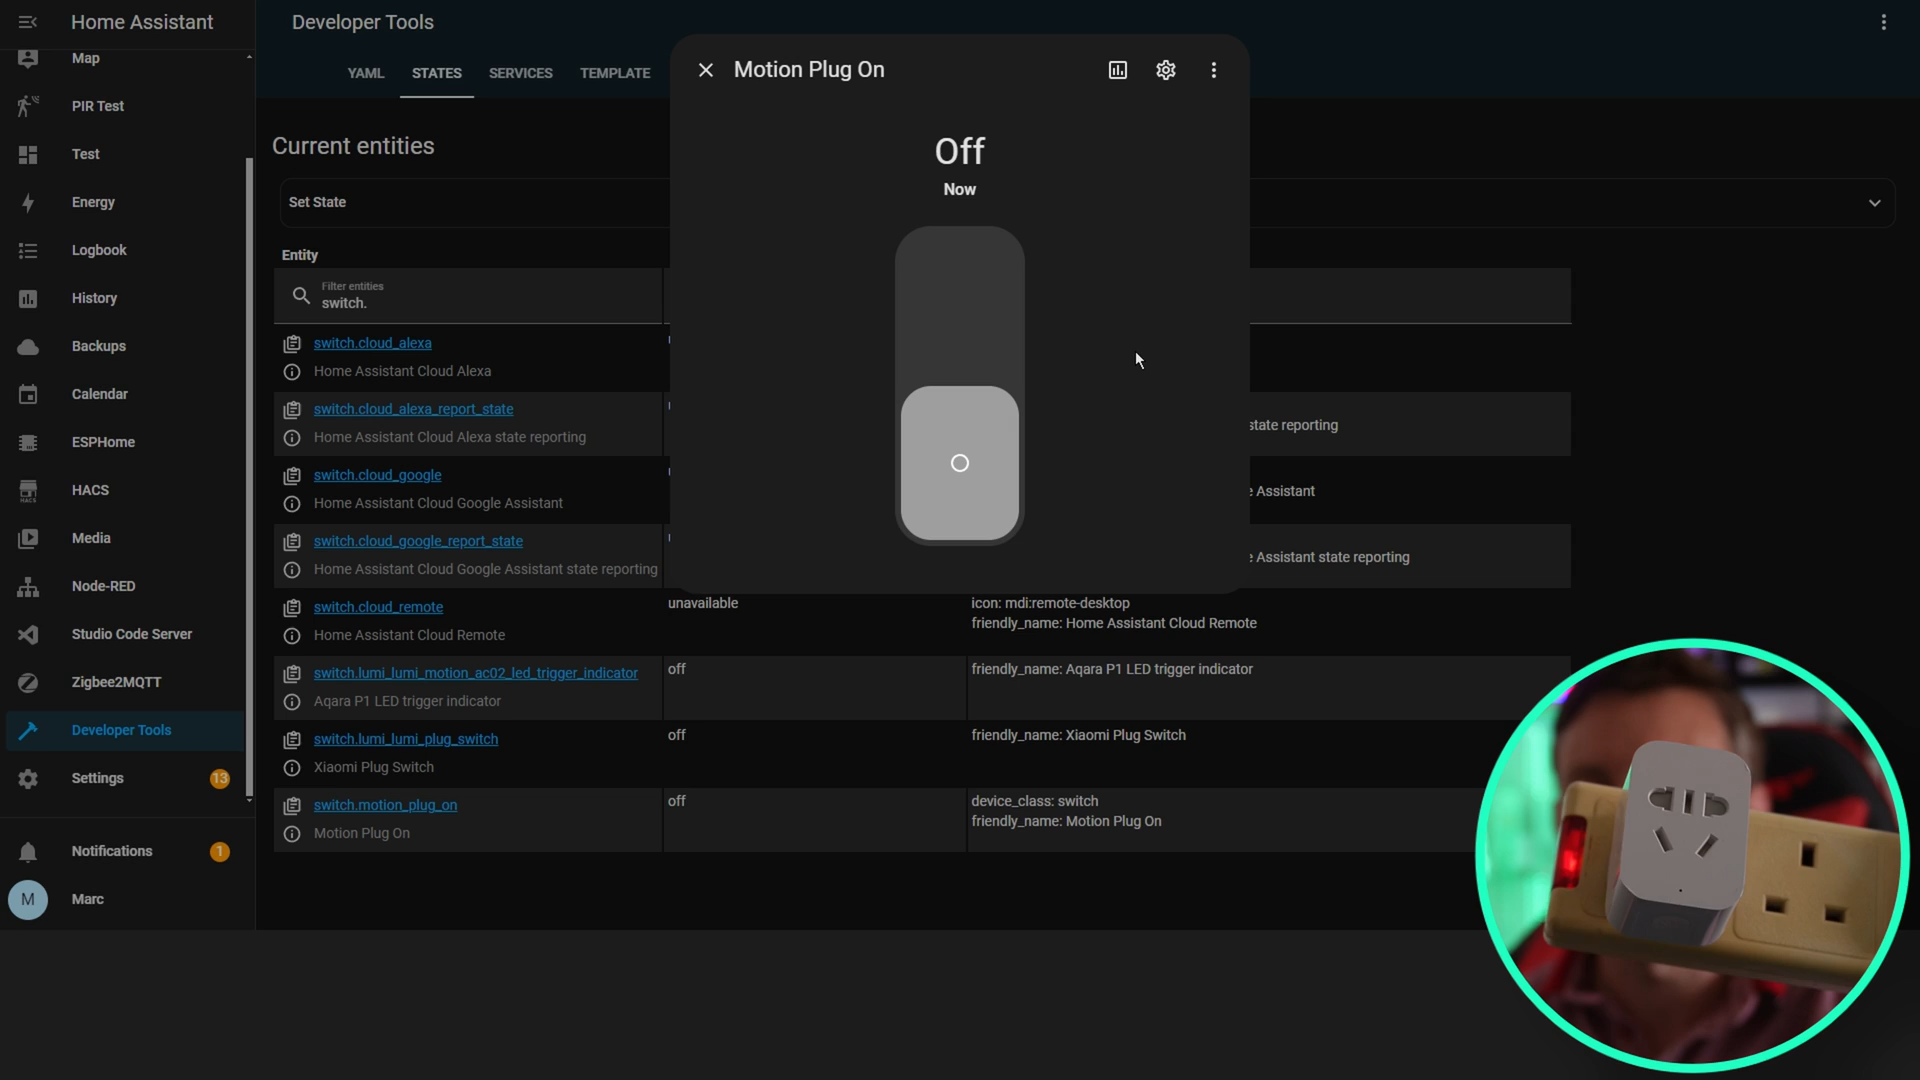 Home Assistant
Map
PIR Test
Test
Energy
Logbook
History
Backups
Calendar
ESPHome
HACS
HACS
Media
Node-RED
Studio Code Server
Zigbee2MQTT
Developer Tools
Settings
13
Notifications
1
M
Marc
Developer Tools
YAML
STATES
SERVICES
TEMPLATE
Motion Plug On
Off
Now
Current entities
Set State
Entity
Filter entities
switch.
switch.cloud_alexa
Home Assistant Cloud Alexa
switch.cloud_alexa_report_state
Home Assistant Cloud Alexa state reporting
state reporting
switch.cloud_google
Home Assistant Cloud Google Assistant
Assistant
switch.cloud_google_report_state
Home Assistant Cloud Google Assistant state reporting
Assistant state reporting
switch.cloud_remote
Home Assistant Cloud Remote
unavailable
icon: mdi:remote-desktop
friendly_name: Home Assistant Cloud Remote
switch.lumi_lumi_motion_ac02_led_trigger_indicator
Aqara P1 LED trigger indicator
off
friendly_name: Aqara P1 LED trigger indicator
switch.lumi_lumi_plug_switch
Xiaomi Plug Switch
off
friendly_name: Xiaomi Plug Switch
switch.motion_plug_on
Motion Plug On
off
device_class: switch
friendly_name: Motion Plug On